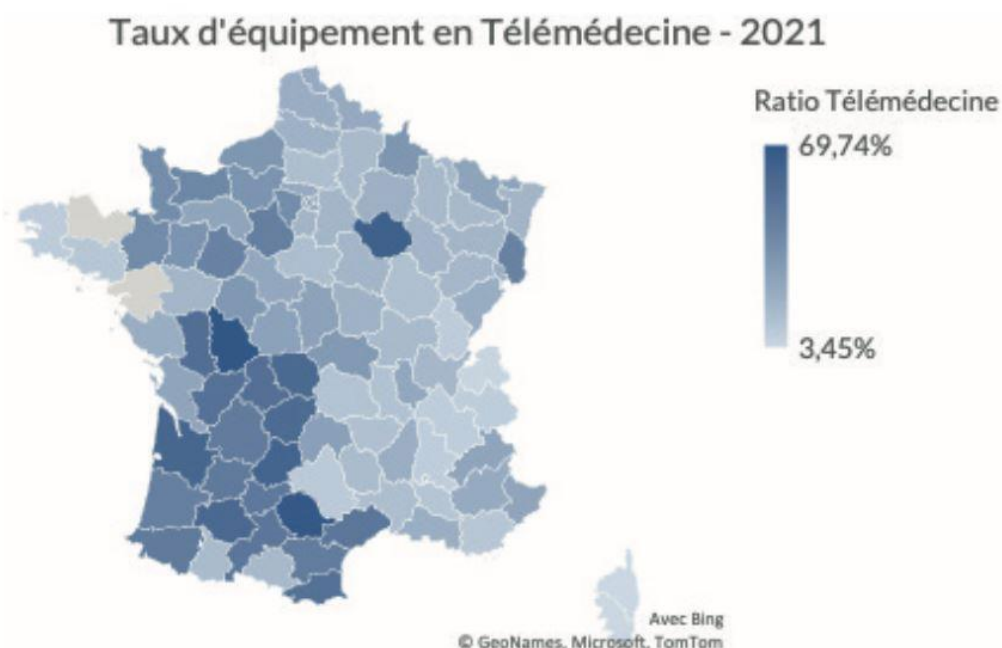 Taux d'équipement en Télémédecine - 2021
Ratio Télémédecine
69,74%
3,45%
Avec Bing
© GeoNames, Microsoft, TomTom